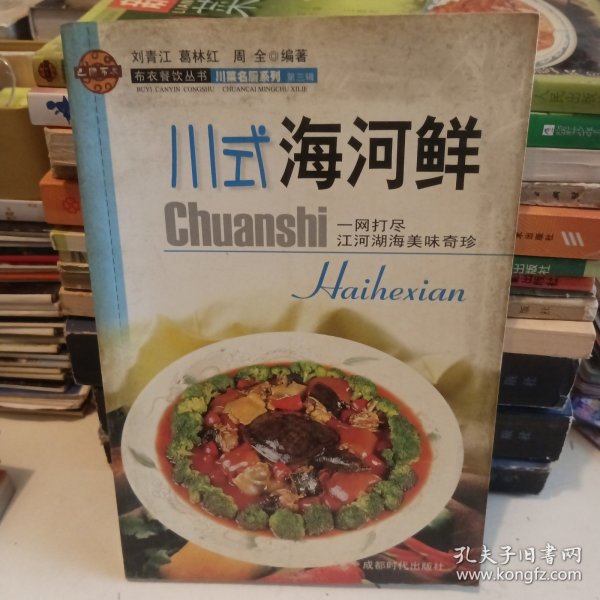 刘青江 葛林红 周 全◎编著
布衣餐饮丛书 川菜名厨系列 第三辑
BUYI CANYIN CONGSHU CHUANCAI MINGCHU XILIE
川式海河鲜
Chuanshi
一网打尽
江河湖海美味奇珍
Haihexian
成都时代出版社
孔夫子旧书网
www.kongfz.com